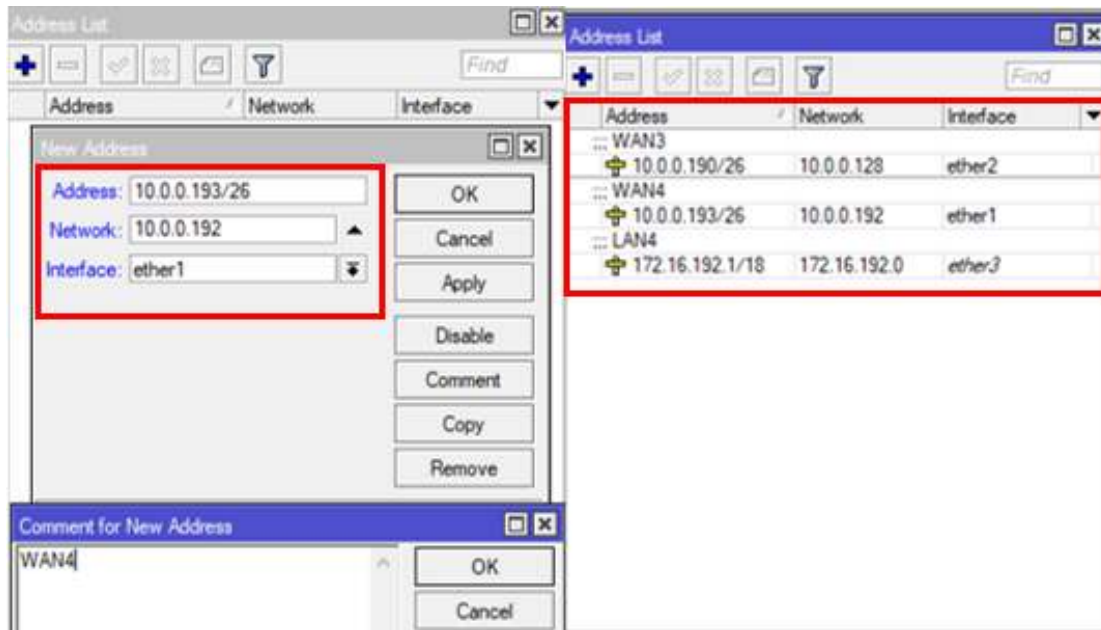 Address List
Find
Address Network Interface
New Address
Address: 10.0.0.193/26
Network: 10.0.0.192
Interface: ether1
OK
Cancel
Apply
Disable
Comment
Copy
Remove
Comment for New Address
WAN4
OK
Cancel
Address List
Find
Address Network Interface
::: WAN3
10.0.0.190/26 10.0.0.128 ether2
::: WAN4
10.0.0.193/26 10.0.0.192 ether1
::: LAN4
172.16.192.1/18 172.16.192.0 ether3